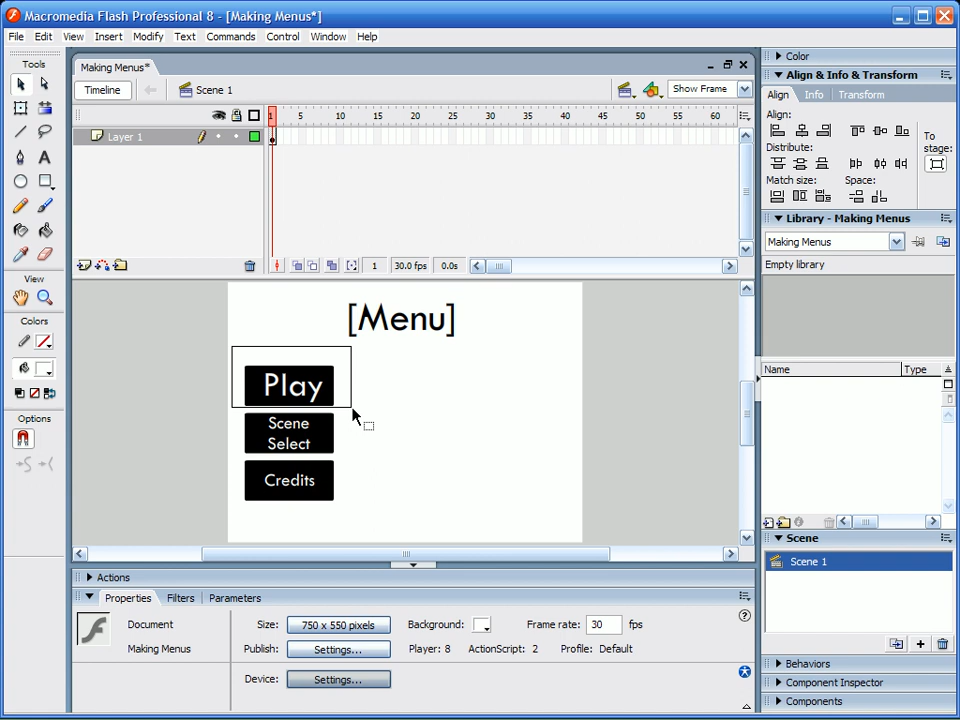 Macromedia Flash Professional 8 - [Making Menus*]
File Edit View Insert Modify Text Commands Control Window Help
Tools
View
Colors
Options
Making Menus*
Timeline Scene 1 Show Frame
1 5 10 15 20 25 30 35 40 45 50 55 60
Layer 1
1 30.0 fps 0.0s
[Menu]
Play
Scene
Select
Credits
Actions
Properties Filters Parameters
Document Size: 750 x 550 pixels Background: Frame rate: 30 fps
Making Menus Publish: Settings... Player: 8 ActionScript: 2 Profile: Default
Device: Settings...
Color
Align & Info & Transform
Align Info Transform
Align:
To
stage:
Distribute:
Match size: Space:
Library - Making Menus
Making Menus
Empty library
Name Type
Scene
Scene 1
Behaviors
Component Inspector
Components